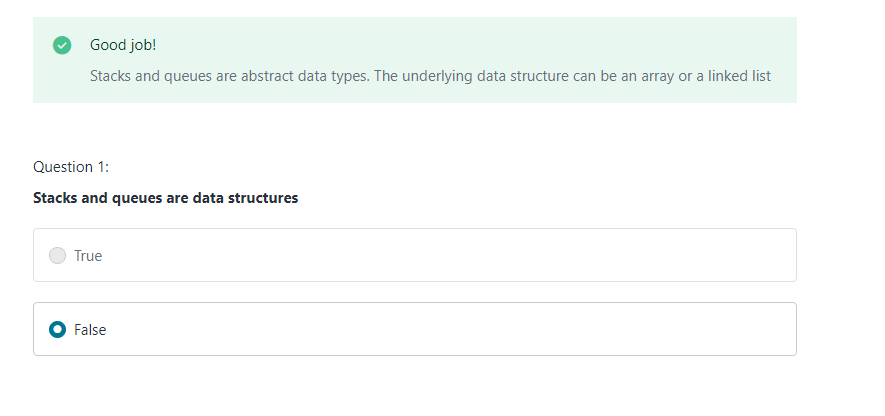 Good job!
Stacks and queues are abstract data types. The underlying data structure can be an array or a linked list
Question 1:
Stacks and queues are data structures
True
False